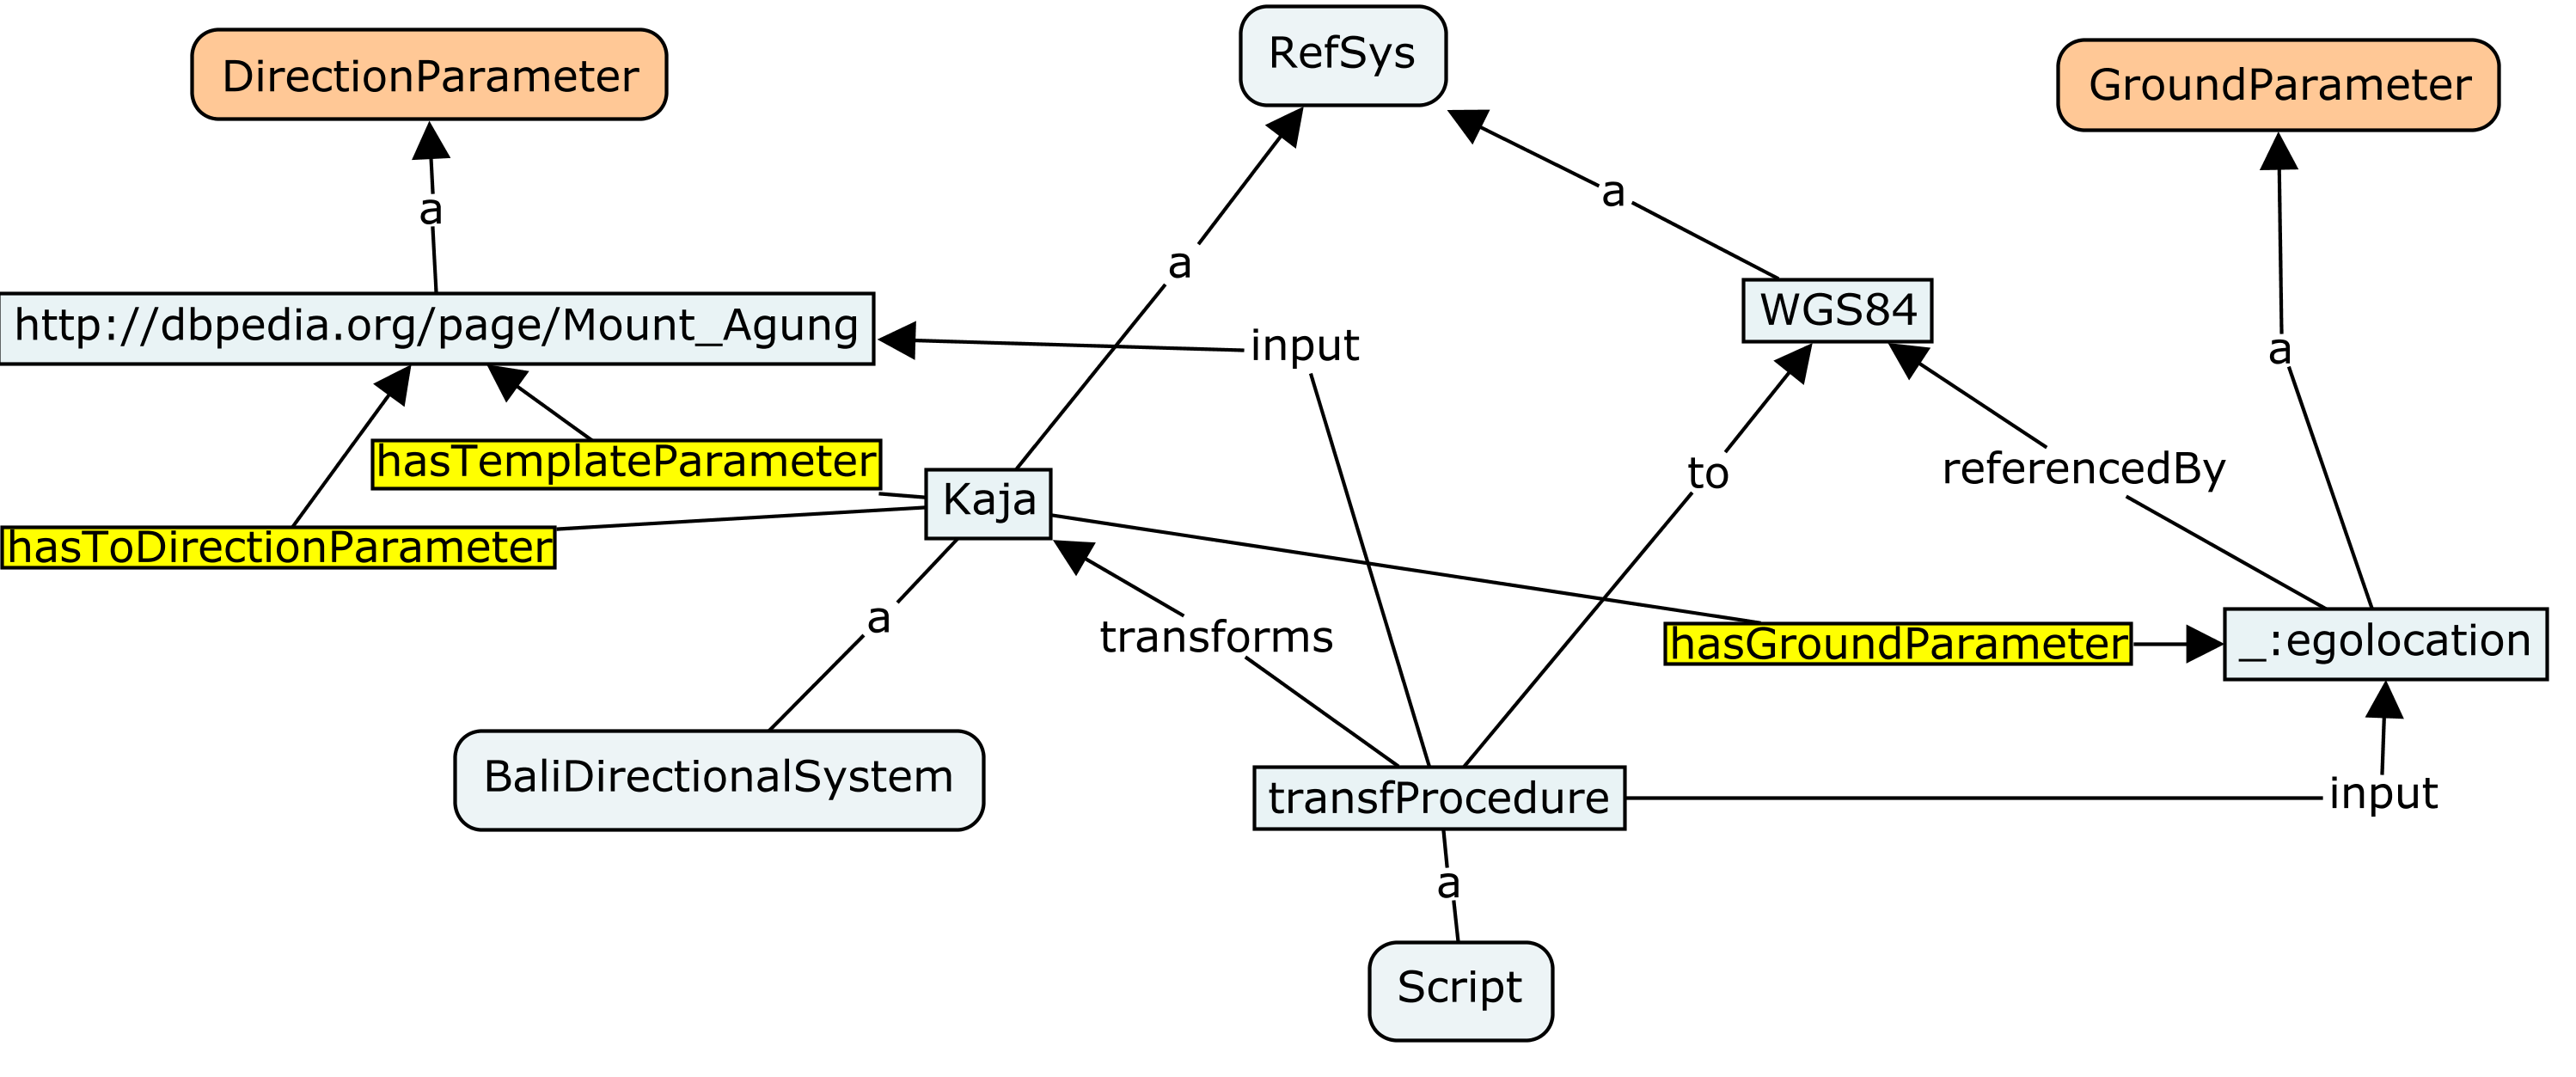 RefSys
DirectionParameter
GroundParameter
a
a
a
http://dbpedia.org/page/Mount_Agung
WGS84
input
a
hasTemplateParameter
Kaja
to
referencedBy
hasToDirectionParameter
a
transforms
hasGroundParameter
_:egolocation
BaliDirectionalSystem
transfProcedure
input
a
Script